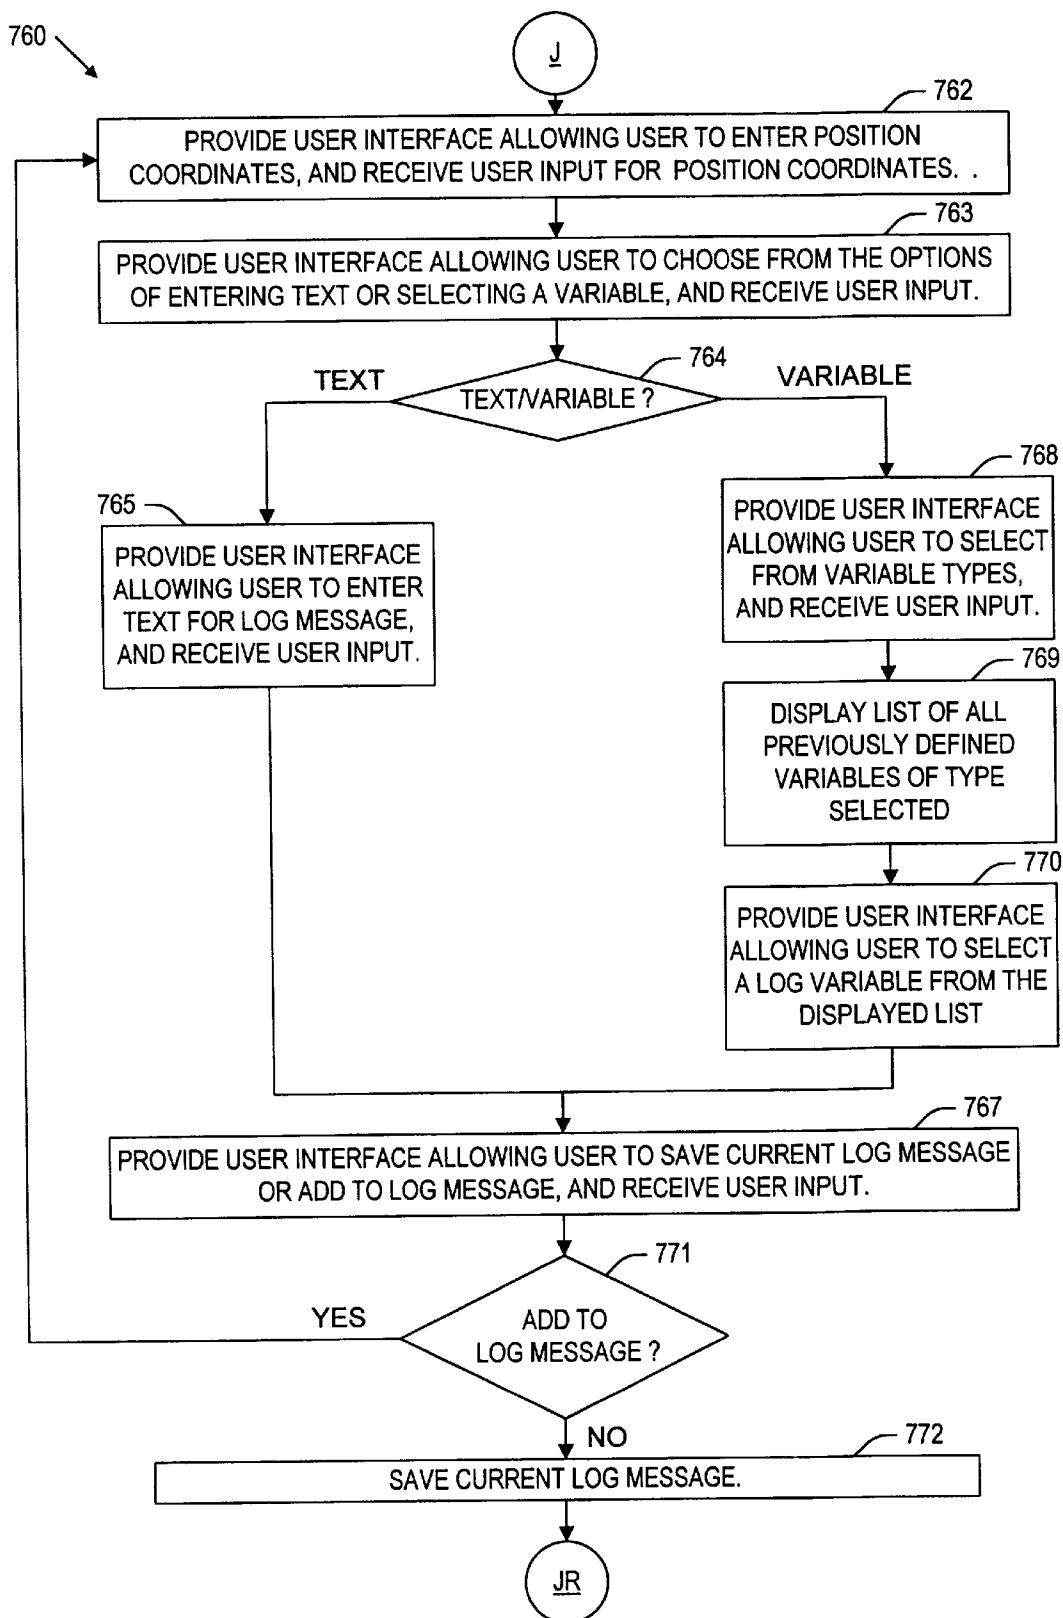 760
J
762
PROVIDE USER INTERFACE ALLOWING USER TO ENTER POSITION
COORDINATES, AND RECEIVE USER INPUT FOR POSITION COORDINATES. .
763
PROVIDE USER INTERFACE ALLOWING USER TO CHOOSE FROM THE OPTIONS
OF ENTERING TEXT OR SELECTING A VARIABLE, AND RECEIVE USER INPUT.
764
TEXT
TEXT/VARIABLE ?
VARIABLE
765
PROVIDE USER INTERFACE
ALLOWING USER TO ENTER
TEXT FOR LOG MESSAGE,
AND RECEIVE USER INPUT.
768
PROVIDE USER INTERFACE
ALLOWING USER TO SELECT
FROM VARIABLE TYPES,
AND RECEIVE USER INPUT.
769
DISPLAY LIST OF ALL
PREVIOUSLY DEFINED
VARIABLES OF TYPE
SELECTED
770
PROVIDE USER INTERFACE
ALLOWING USER TO SELECT
A LOG VARIABLE FROM THE
DISPLAYED LIST
767
PROVIDE USER INTERFACE ALLOWING USER TO SAVE CURRENT LOG MESSAGE
OR ADD TO LOG MESSAGE, AND RECEIVE USER INPUT.
771
YES
ADD TO
LOG MESSAGE ?
NO
772
SAVE CURRENT LOG MESSAGE.
JR